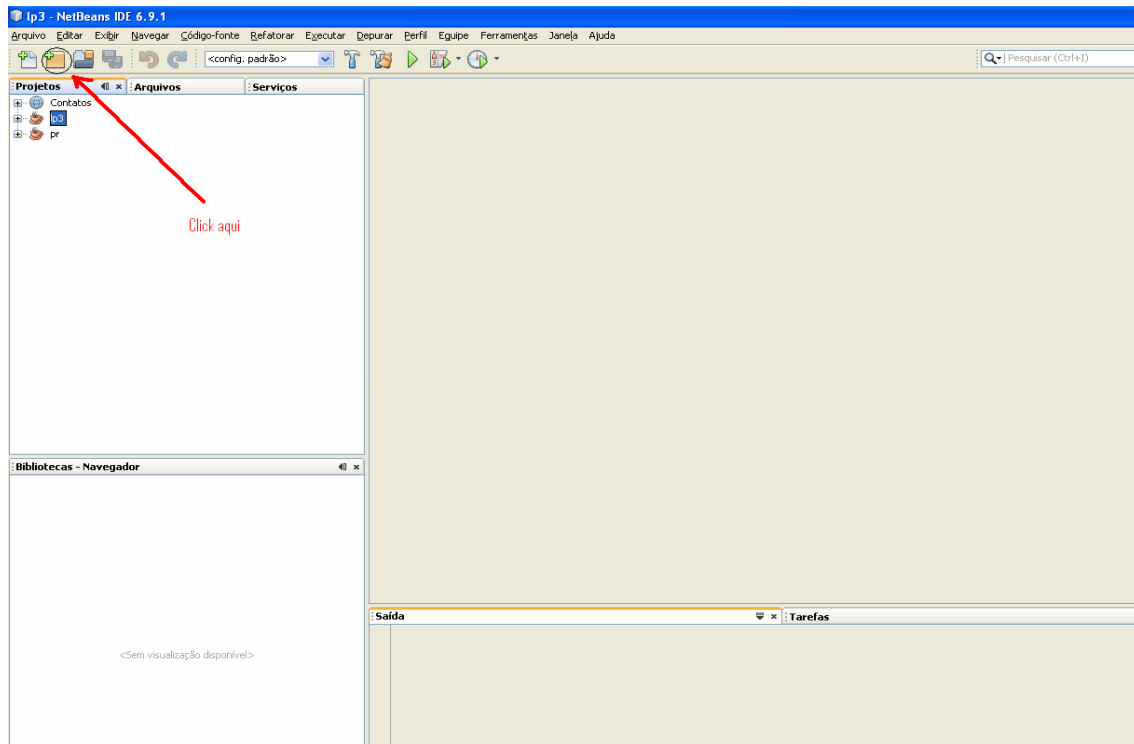 lp3 - NetBeans IDE 6.9.1
Arquivo Editar Exibir Navegar Código-fonte Refatorar Executar Depurar Perfil Equipe Ferramentas Janela Ajuda
<config. padrão> Pesquisar (Ctrl+I)
Projetos Arquivos Serviços
Contatos
lp3
pr
Click aqui
Bibliotecas - Navegador
<Sem visualização disponível>
Saída Tarefas